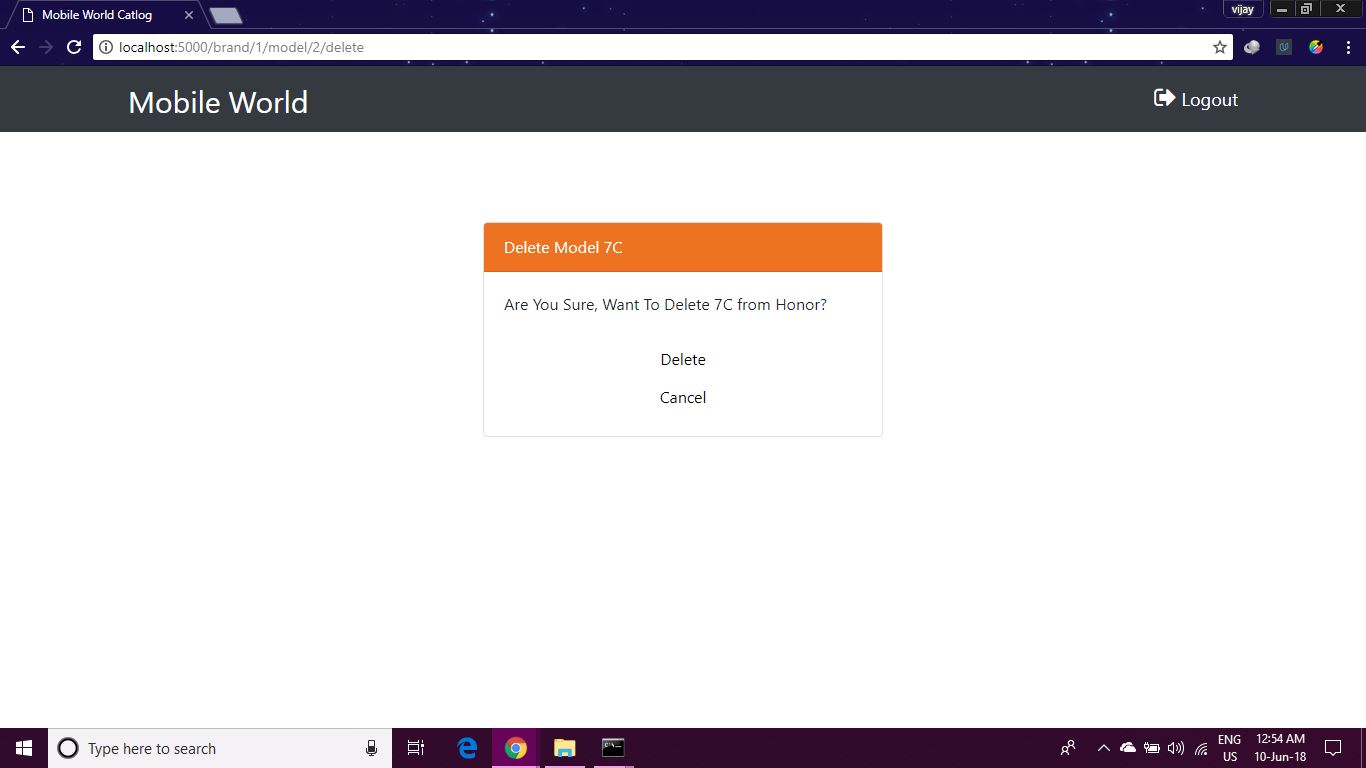 Mobile World Catlog
vijay
localhost:5000/brand/1/model/2/delete
Mobile World
Logout
Delete Model 7C
Are You Sure, Want To Delete 7C from Honor?
Delete
Cancel
Type here to search
ENG
US
12:54 AM
10-Jun-18